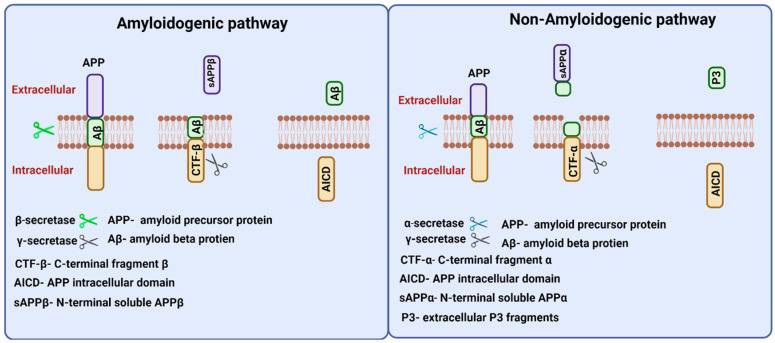 Amyloidogenic pathway
APP
sAPPβ
Extracellular
Aβ
Aβ
Aβ
Intracellular
CTF-β
AICD
β-secretase APP- amyloid precursor protein
γ-secretase Aβ- amyloid beta protien
CTF-β- C-terminal fragment β
AICD- APP intracellular domain
sAPPβ- N-terminal soluble APPβ
Non-Amyloidogenic pathway
APP
sAPPα
P3
Extracellular
Aβ
Intracellular
CTF-α
AICD
α-secretase APP- amyloid precursor protein
γ-secretase Aβ- amyloid beta protien
CTF-α- C-terminal fragment α
AICD- APP intracellular domain
sAPPα- N-terminal soluble APPα
P3- extracellular P3 fragments